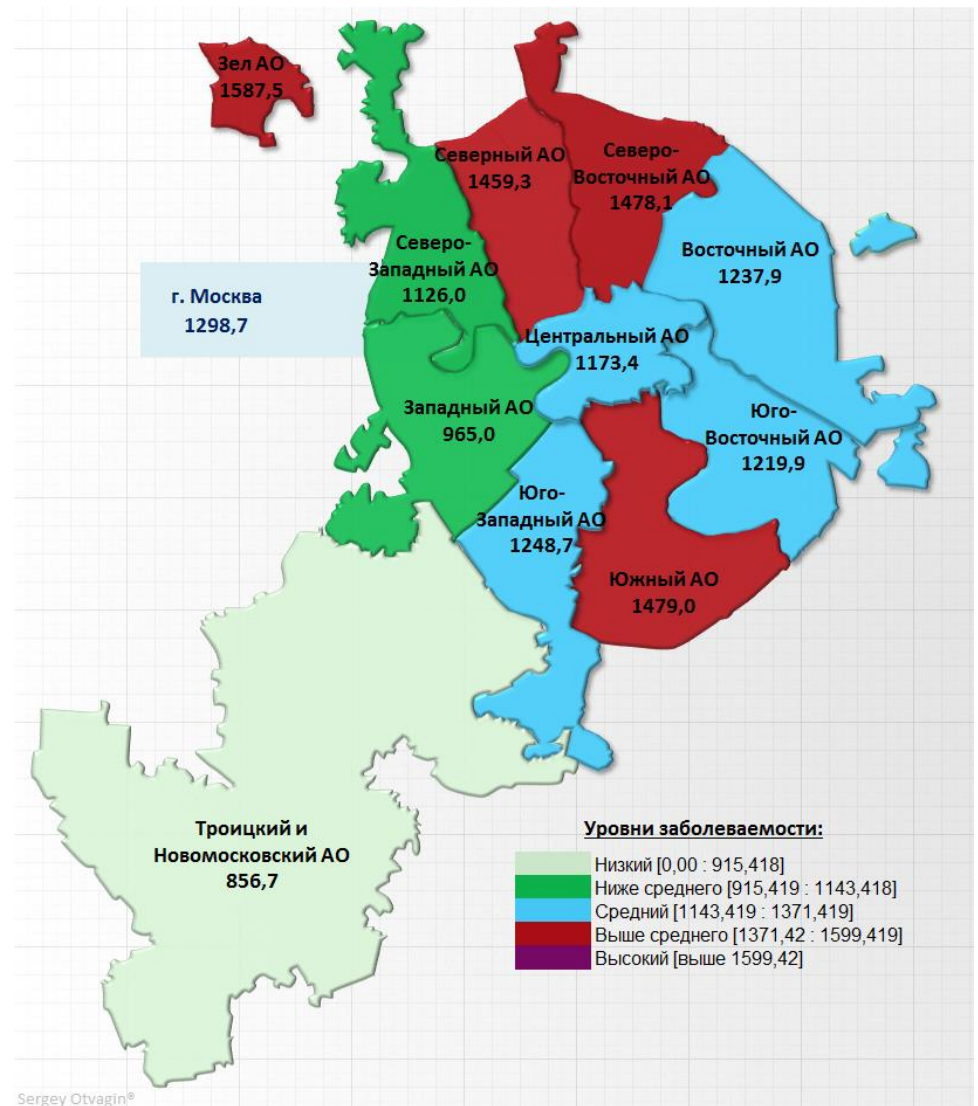 Зел АО
1587,5
Северный АО
1459,3
Северо-
Восточный АО
1478,1
Северо-
Западный АО
1126,0
Восточный АО
1237,9
г. Москва
1298,7
Центральный АО
1173,4
Западный АО
965,0
Юго-
Восточный АО
1219,9
Юго-
Западный АО
1248,7
Южный АО
1479,0
Троицкий и
Новомосковский АО
856,7
Уровни заболеваемости:
Низкий [0,00 : 915,418]
Ниже среднего [915,419 : 1143,418]
Средний [1143,419 : 1371,419]
Выше среднего [1371,42 : 1599,419]
Высокий [выше 1599,42]
Sergey Otvagin®